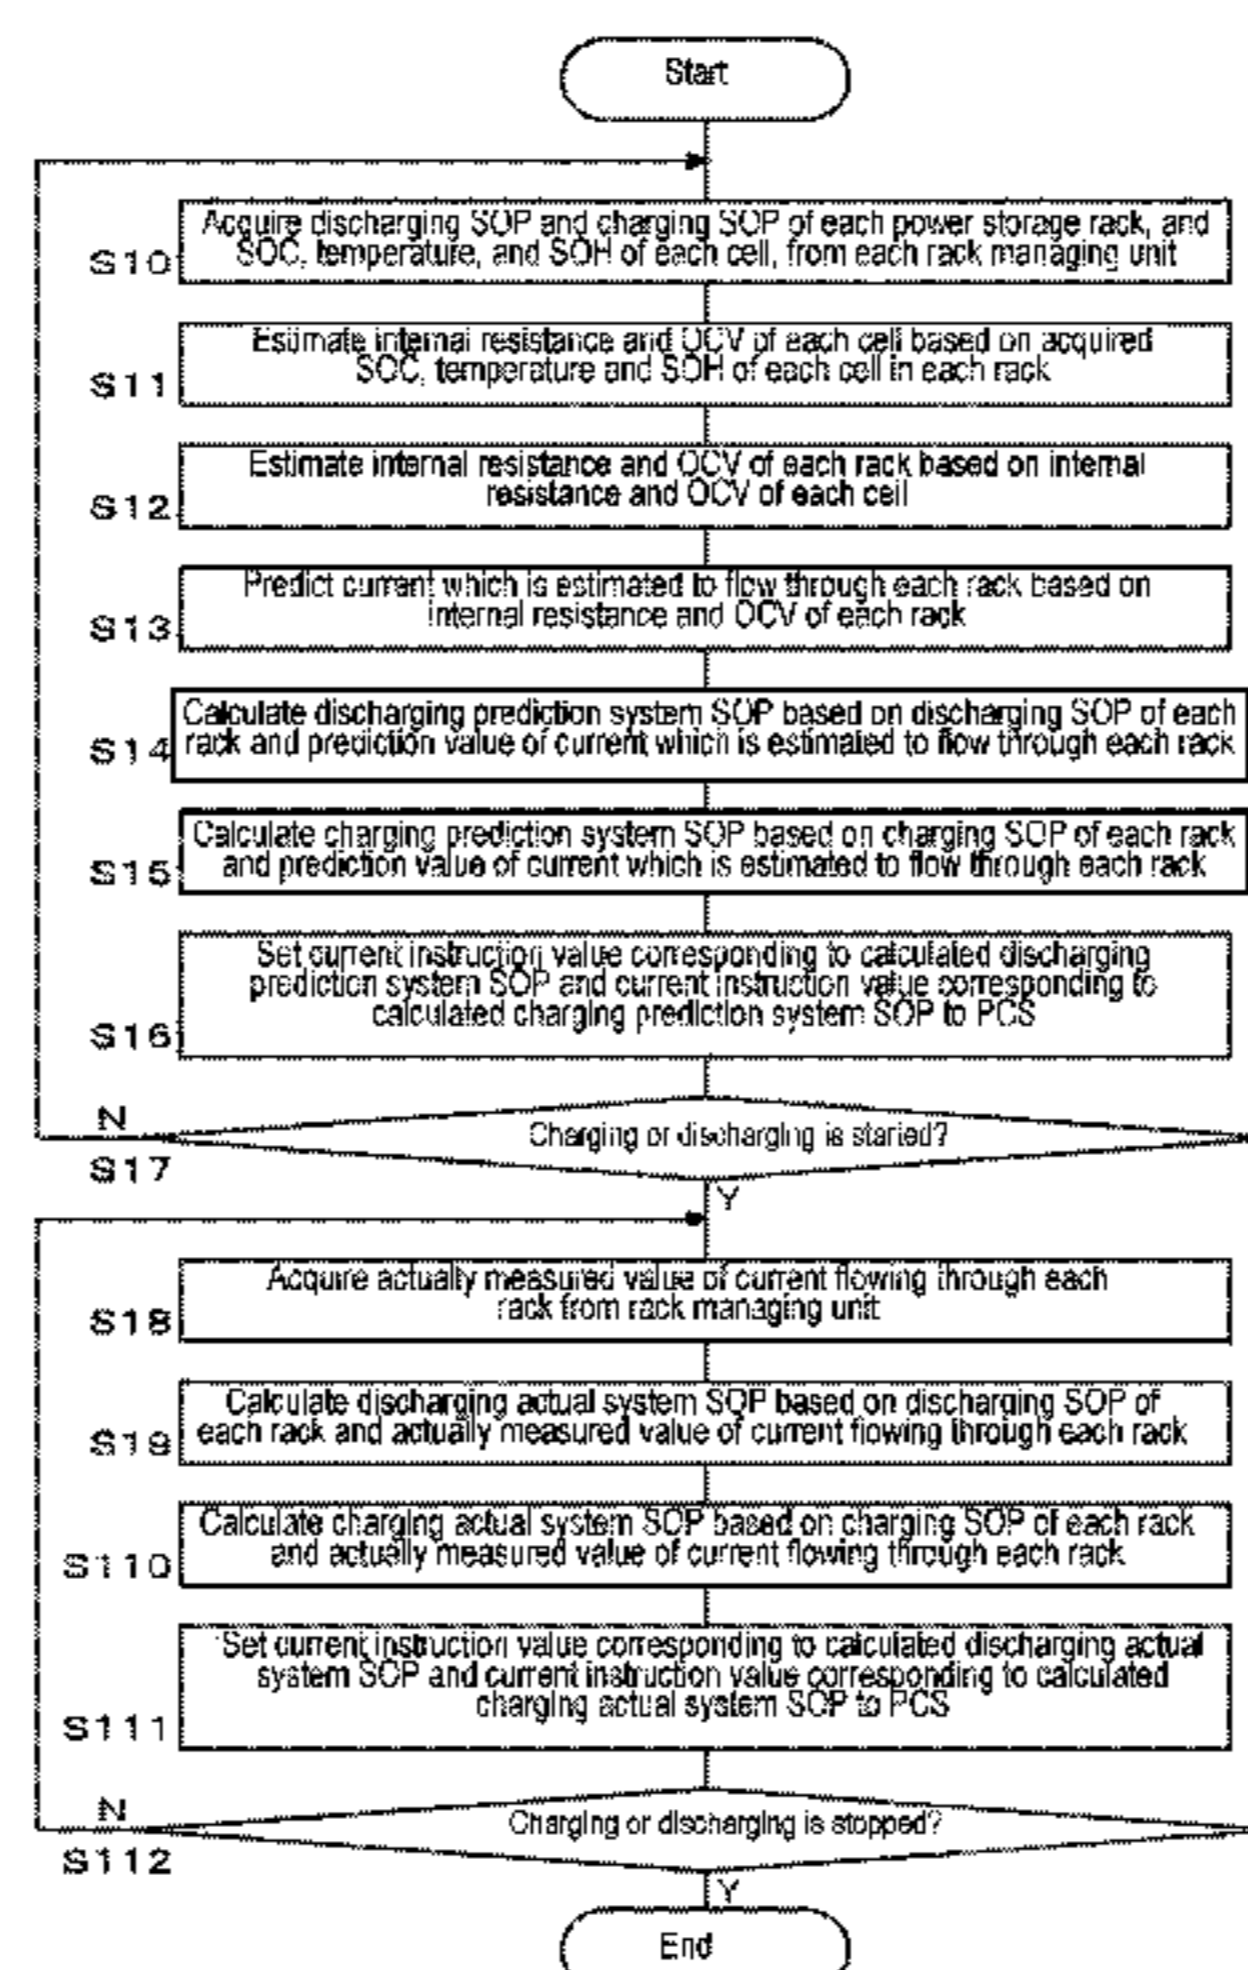 Start
Acquire discharging SOP and charging SOP of each power storage rack, and
SOC, temperature, and SOH of each cell, from each rack managing unit
S10
Estimate internal resistance and OCV of each cell based on acquired
SOC, temperature and SOH of each cell in each rack
S11
Estimate internal resistance and OCV of each rack based on internal
resistance and OCV of each cell
S12
Predict current which is estimated to flow through each rack based on
internal resistance and OCV of each rack
S13
Calculate discharging prediction system SOP based on discharging SOP of each
rack and prediction value of current which is estimated to flow through each rack
S14
Calculate charging prediction system SOP based on charging SOP of each rack
and prediction value of current which is estimated to flow through each rack
S15
Set current instruction value corresponding to calculated discharging
prediction system SOP and current instruction value corresponding to
calculated charging prediction system SOP to PCS
S16
N
Charging or discharging is started?
S17
Y
Acquire actually measured value of current flowing through each
rack from rack managing unit
S18
Calculate discharging actual system SOP based on discharging SOP of
each rack and actually measured value of current flowing through each rack
S19
Calculate charging actual system SOP based on charging SOP of each rack
and actually measured value of current flowing through each rack
S110
Set current instruction value corresponding to calculated discharging actual
system SOP and current instruction value corresponding to calculated
charging actual system SOP to PCS
S111
N
Charging or discharging is stopped?
S112
Y
End